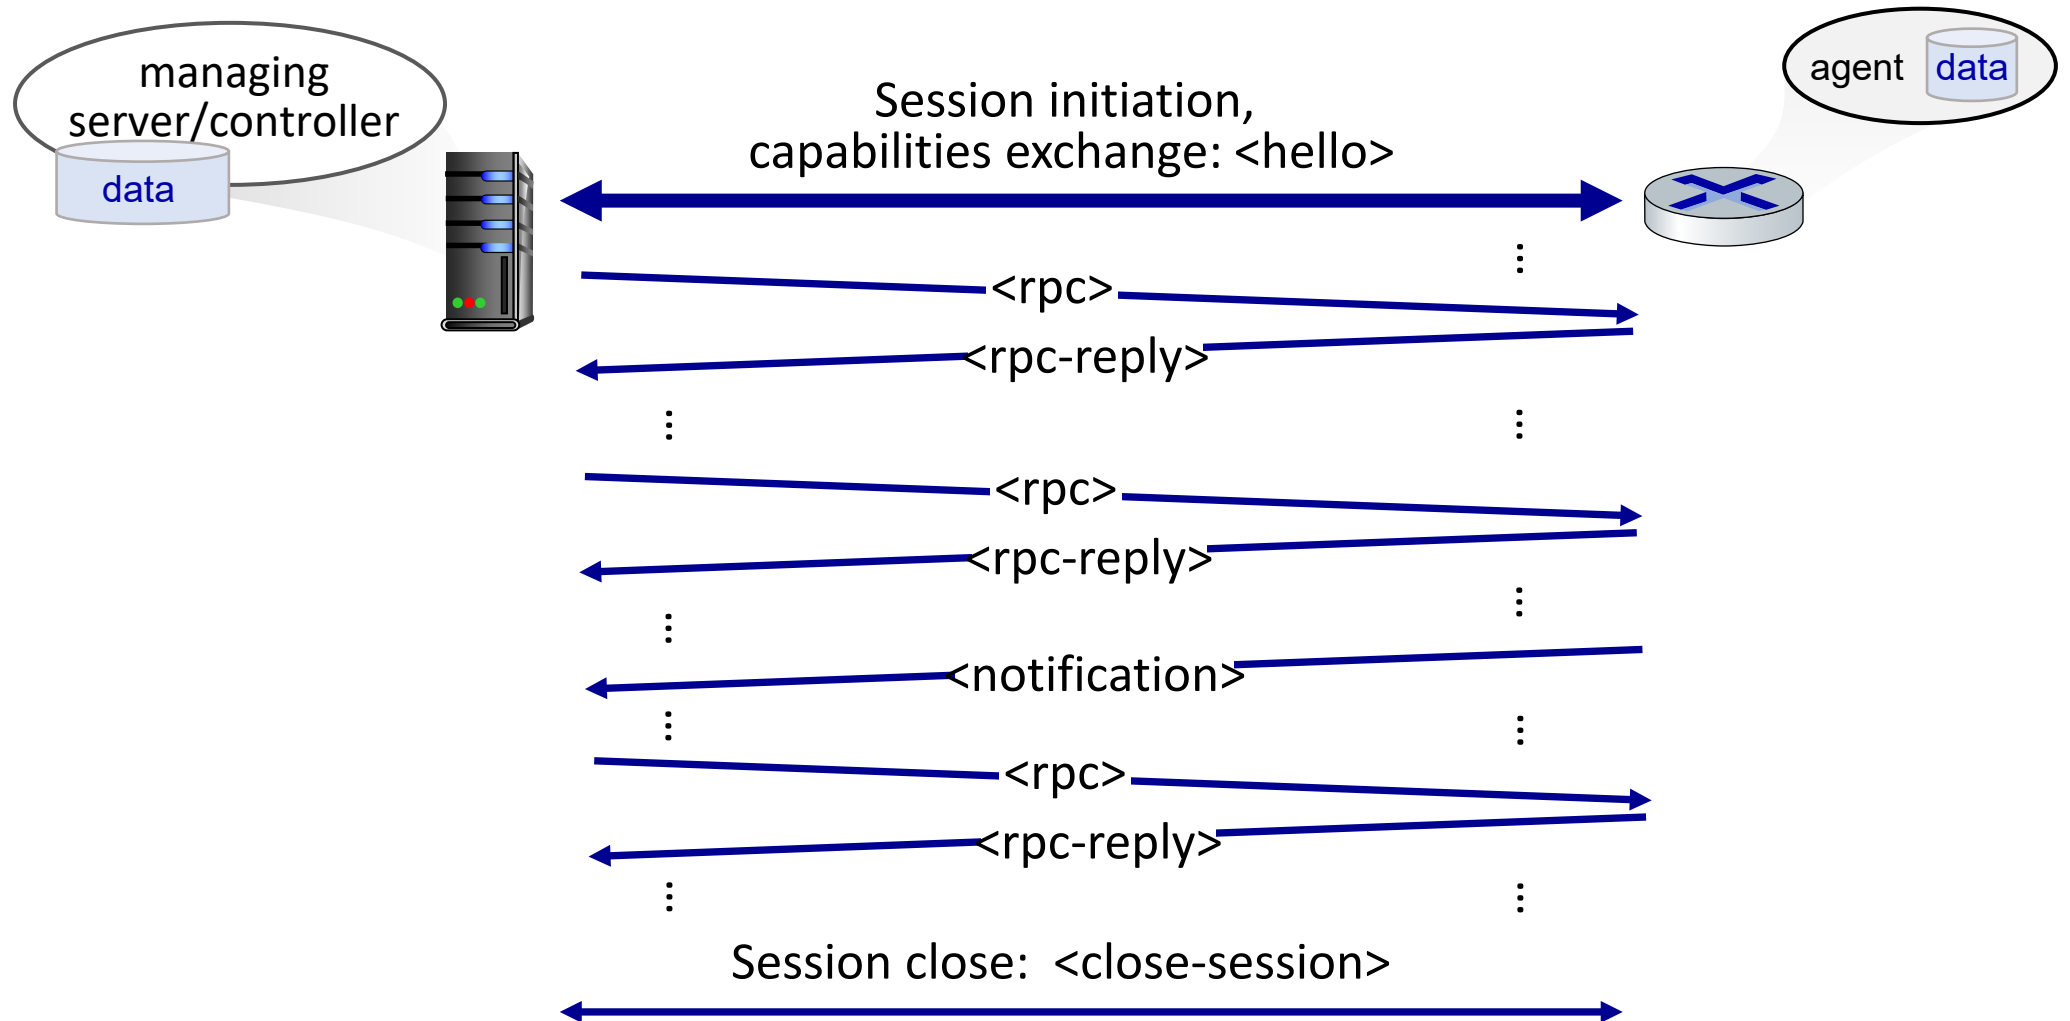 managing
server/controller
data
agent data
Session initiation,
capabilities exchange: <hello>
<rpc>
<rpc-reply>
<rpc>
<rpc-reply>
<notification>
<rpc>
<rpc-reply>
Session close: <close-session>